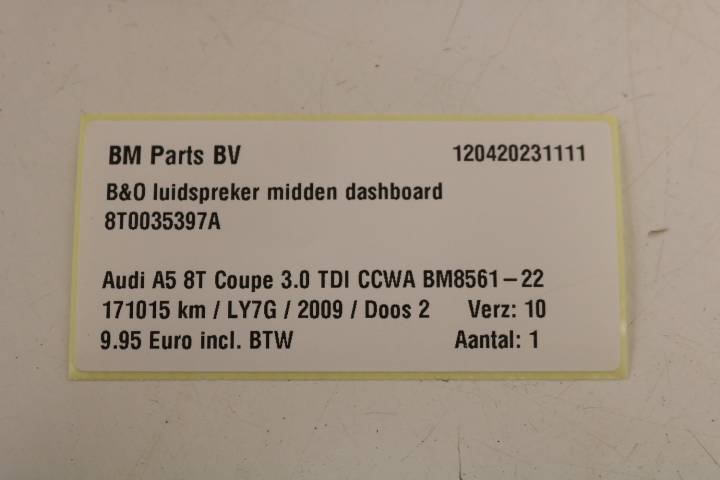 BM Parts BV 120420231111
B&O luidspreker midden dashboard
8T0035397A
Audi A5 8T Coupe 3.0 TDI CCWA BM8561-22
171015 km / LY7G / 2009 / Doos 2 Verz: 10
9.95 Euro incl. BTW Aantal: 1